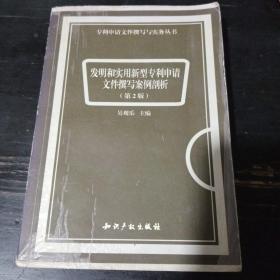 专利申请文件撰写与实务丛书
发明和实用新型专利申请
文件撰写案例剖析
（第2版）
吴观乐 主编
知识产权出版社